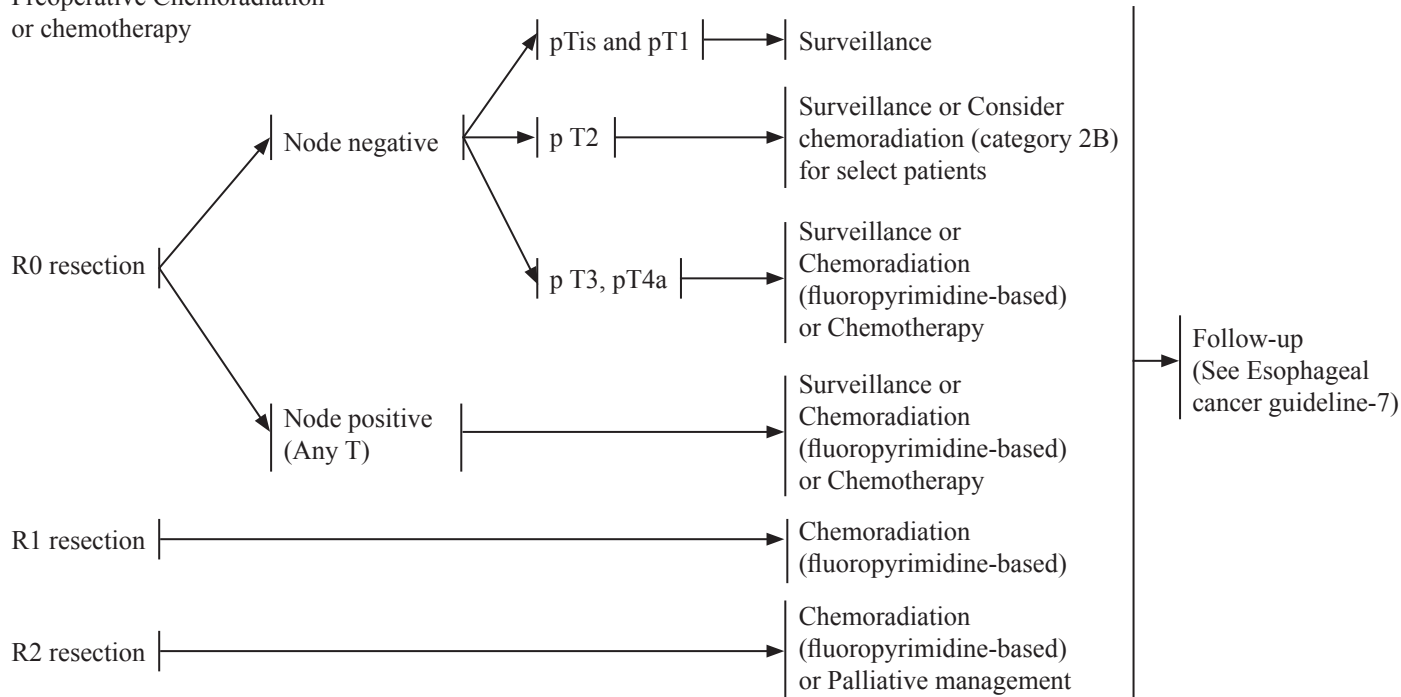 Preoperative Chemoradiation
or chemotherapy
pTis and pT1
Surveillance
Node negative
p T2
Surveillance or Consider
chemoradiation (category 2B)
for select patients
R0 resection
p T3, pT4a
Surveillance or
Chemoradiation
(fluoropyrimidine-based)
or Chemotherapy
Node positive
(Any T)
Surveillance or
Chemoradiation
(fluoropyrimidine-based)
or Chemotherapy
R1 resection
Chemoradiation
(fluoropyrimidine-based)
R2 resection
Chemoradiation
(fluoropyrimidine-based)
or Palliative management
Follow-up
(See Esophageal
cancer guideline-7)